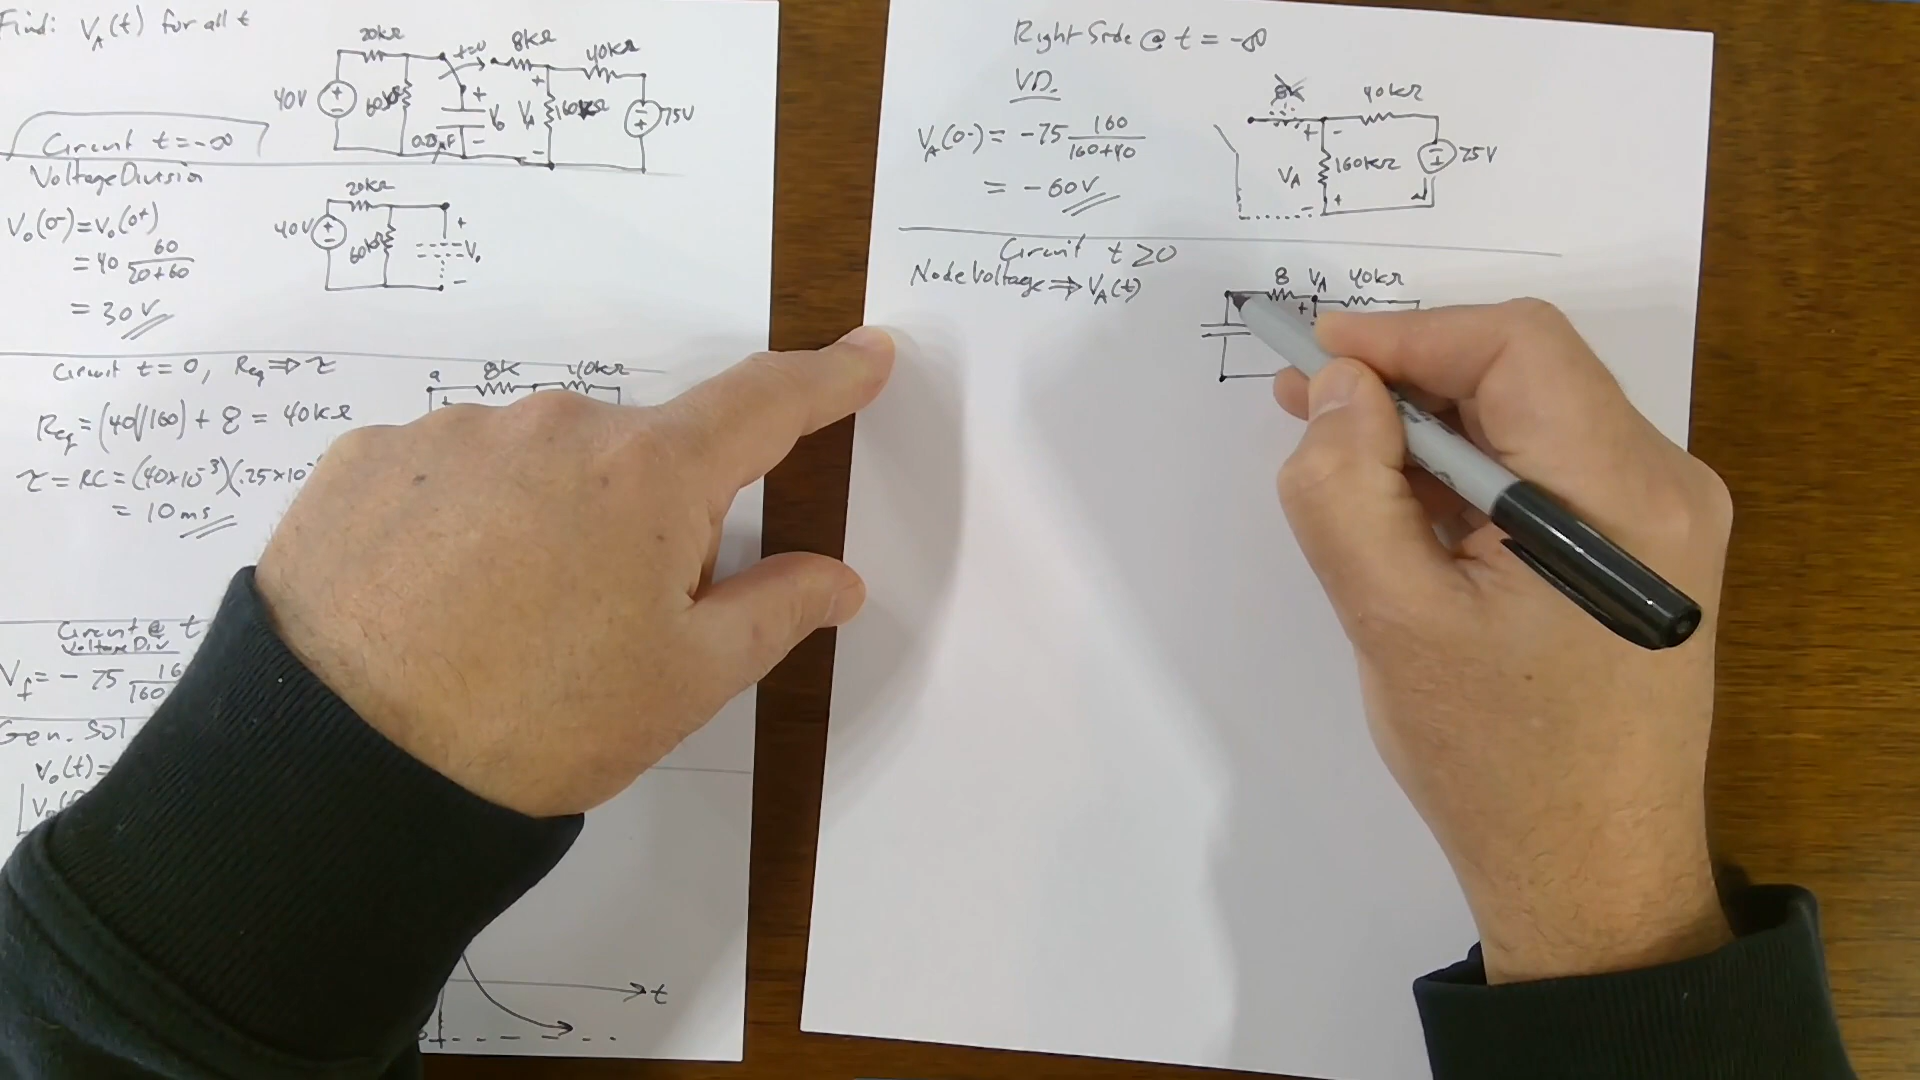 Find: VA(t) for all t
20kΩ
t=0
8kΩ
40kΩ
40V
+
-
60kΩ
+
Vo
-
0.25μF
+
VA
-
160kΩ
-
+
75V
Circuit t=-∞
Voltage Division
Vo(0-)=Vo(0+)
= 40 60/20+60
= 30V
20kΩ
40V
+
-
60kΩ
+
Vo
-
Circuit t=0, Req ⇒ τ
Req = (40//160) + 8 = 40kΩ
τ = RC = (40x10-3)(.25x10-
= 10ms
a
8k
40kΩ
+
Circuit @ t
Voltage Div
Vf = - 75 16/160
Gen. Sol
Vo(t)=
t
Right Side @ t = -∞
VD.
VA(0-) = -75 160/160+40
= -60V
8k
40kΩ
+
-
VA
160kΩ
-
+
75V
Circuit t≥0
Node Voltage ⇒ VA(t)
8
VA
40kΩ
+